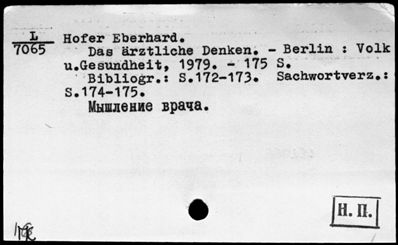 L
7065
Hofer Eberhard.
Das ärztliche Denken. - Berlin : Volk
u.Gesundheit, 1979. - 175 S.
Bibliogr.: S.172-173. Sachwortverz.:
S.174-175.
Мышление врача.
Н. П.